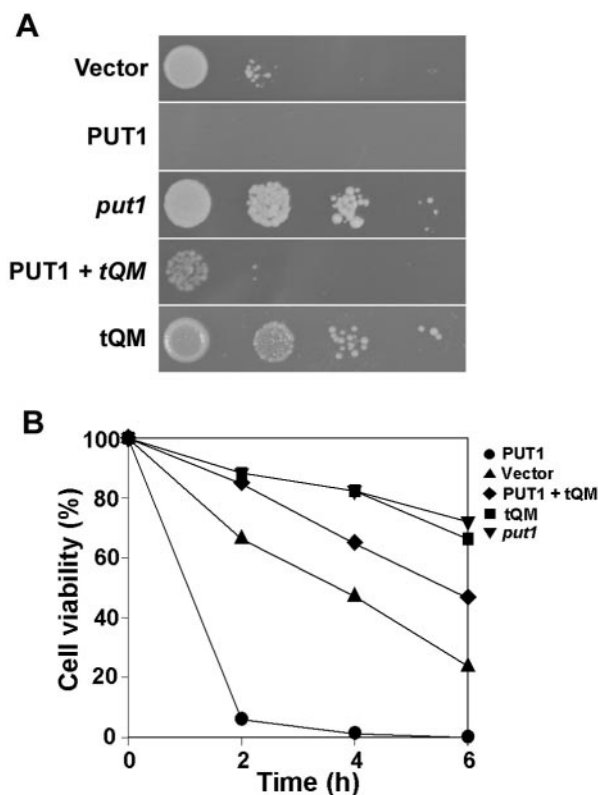 A
Vector
PUT1
put1
PUT1 + tQM
tQM
B
100
80
60
40
20
0
Cell viability (%)
0 2 4 6
Time (h)
PUT1
Vector
PUT1 + tQM
tQM
put1